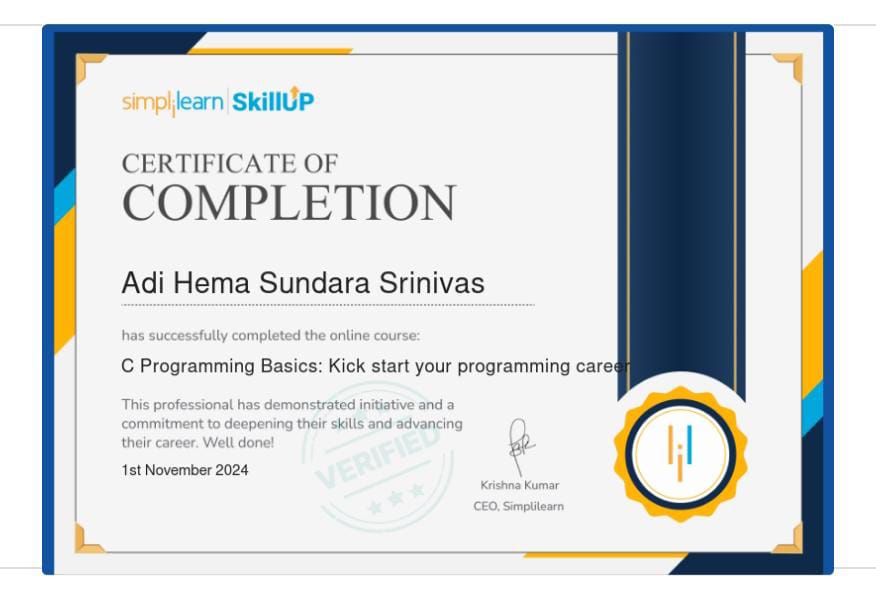 simplilearn | SkillUP
CERTIFICATE OF
COMPLETION
Adi Hema Sundara Srinivas
has successfully completed the online course:
C Programming Basics: Kick start your programming career
This professional has demonstrated initiative and a
commitment to deepening their skills and advancing
their career. Well done!
1st November 2024
VERIFIED
Krishna Kumar
CEO, Simplilearn